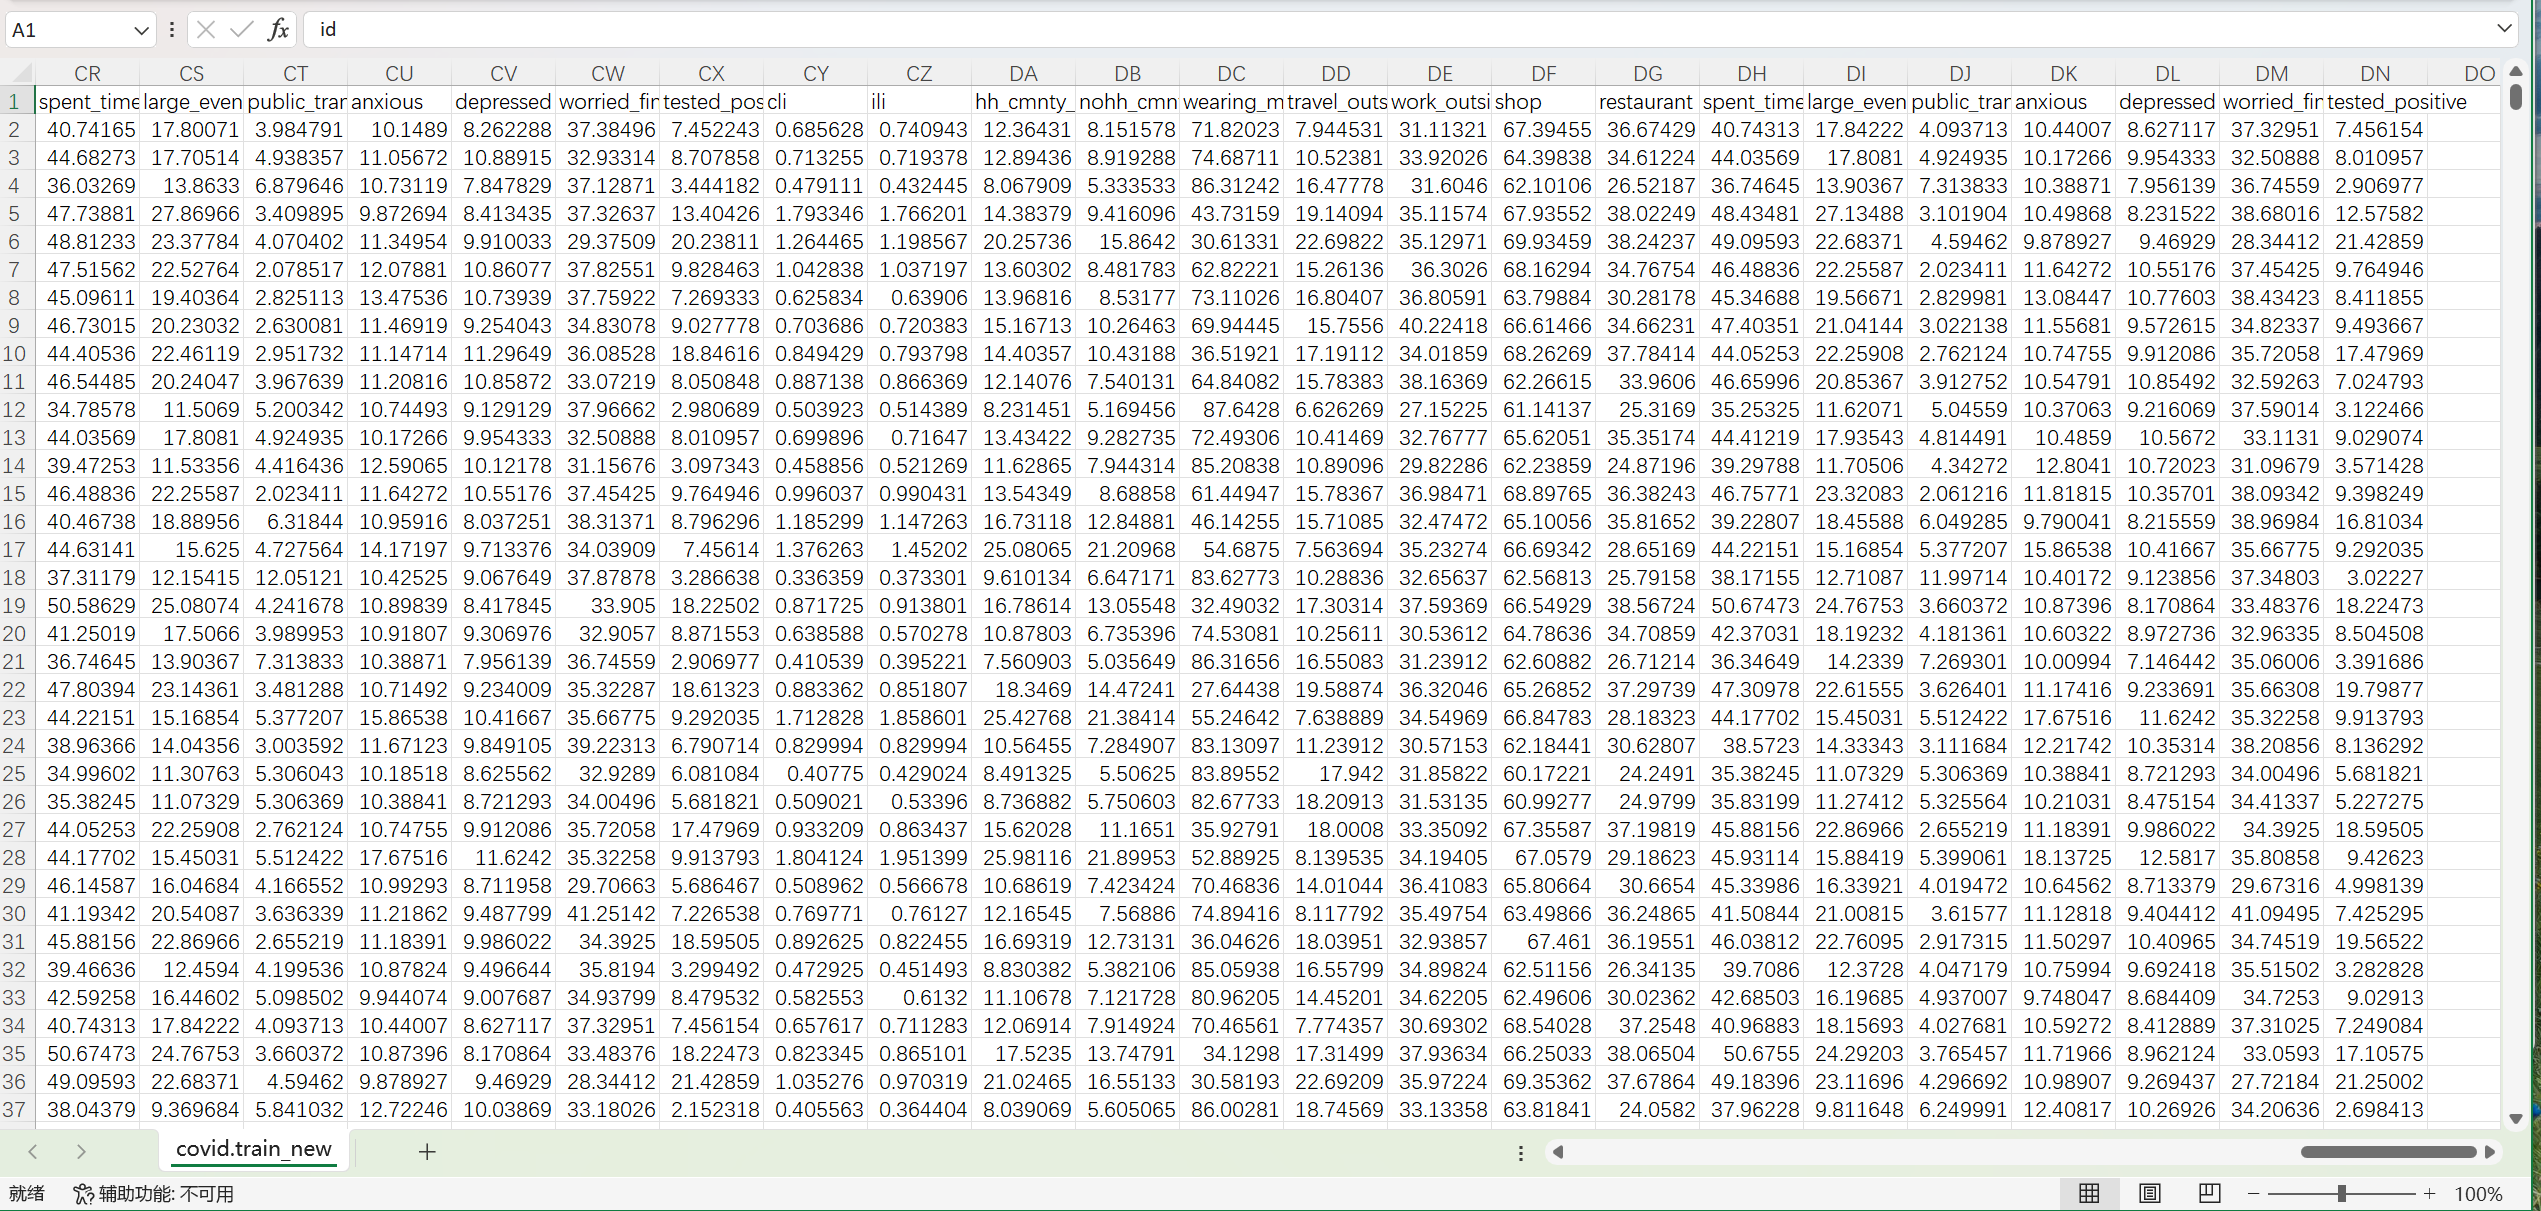 A1 fx id
CR CS CT CU CV CW CX CY CZ DA DB DC DD DE DF DG DH DI DJ DK DL DM DN DO
1 spent_time large_even public_tran anxious depressed worried_fin tested_pos cli ili hh_cmnty_ nohh_cmn wearing_m travel_outs work_outsi shop restaurant spent_time large_even public_tran anxious depressed worried_fin tested_positive
2 40.74165 17.80071 3.984791 10.1489 8.262288 37.38496 7.452243 0.685628 0.740943 12.36431 8.151578 71.82023 7.944531 31.11321 67.39455 36.67429 40.74313 17.84222 4.093713 10.44007 8.627117 37.32951 7.456154
3 44.68273 17.70514 4.938357 11.05672 10.88915 32.93314 8.707858 0.713255 0.719378 12.89436 8.919288 74.68711 10.52381 33.92026 64.39838 34.61224 44.03569 17.8081 4.924935 10.17266 9.954333 32.50888 8.010957
4 36.03269 13.8633 6.879646 10.73119 7.847829 37.12871 3.444182 0.479111 0.432445 8.067909 5.333533 86.31242 16.47778 31.6046 62.10106 26.52187 36.74645 13.90367 7.313833 10.38871 7.956139 36.74559 2.906977
5 47.73881 27.86966 3.409895 9.872694 8.413435 37.32637 13.40426 1.793346 1.766201 14.38379 9.416096 43.73159 19.14094 35.11574 67.93552 38.02249 48.43481 27.13488 3.101904 10.49868 8.231522 38.68016 12.57582
6 48.81233 23.37784 4.070402 11.34954 9.910033 29.37509 20.23811 1.264465 1.198567 20.25736 15.8642 30.61331 22.69822 35.12971 69.93459 38.24237 49.09593 22.68371 4.59462 9.878927 9.46929 28.34412 21.42859
7 47.51562 22.52764 2.078517 12.07881 10.86077 37.82551 9.828463 1.042838 1.037197 13.60302 8.481783 62.82221 15.26136 36.3026 68.16294 34.76754 46.48836 22.25587 2.023411 11.64272 10.55176 37.45425 9.764946
8 45.09611 19.40364 2.825113 13.47536 10.73939 37.75922 7.269333 0.625834 0.63906 13.96816 8.53177 73.11026 16.80407 36.80591 63.79884 30.28178 45.34688 19.56671 2.829981 13.08447 10.77603 38.43423 8.411855
9 46.73015 20.23032 2.630081 11.46919 9.254043 34.83078 9.027778 0.703686 0.720383 15.16713 10.26463 69.94445 15.7556 40.22418 66.61466 34.66231 47.40351 21.04144 3.022138 11.55681 9.572615 34.82337 9.493667
10 44.40536 22.46119 2.951732 11.14714 11.29649 36.08528 18.84616 0.849429 0.793798 14.40357 10.43188 36.51921 17.19112 34.01859 68.26269 37.78414 44.05253 22.25908 2.762124 10.74755 9.912086 35.72058 17.47969
11 46.54485 20.24047 3.967639 11.20816 10.85872 33.07219 8.050848 0.887138 0.866369 12.14076 7.540131 64.84082 15.78383 38.16369 62.26615 33.9606 46.65996 20.85367 3.912752 10.54791 10.85492 32.59263 7.024793
12 34.78578 11.5069 5.200342 10.74493 9.129129 37.96662 2.980689 0.503923 0.514389 8.231451 5.169456 87.6428 6.626269 27.15225 61.14137 25.3169 35.25325 11.62071 5.04559 10.37063 9.216069 37.59014 3.122466
13 44.03569 17.8081 4.924935 10.17266 9.954333 32.50888 8.010957 0.699896 0.71647 13.43422 9.282735 72.49306 10.41469 32.76777 65.62051 35.35174 44.41219 17.93543 4.814491 10.4859 10.5672 33.1131 9.029074
14 39.47253 11.53356 4.416436 12.59065 10.12178 31.15676 3.097343 0.458856 0.521269 11.62865 7.944314 85.20838 10.89096 29.82286 62.23859 24.87196 39.29788 11.70506 4.34272 12.8041 10.72023 31.09679 3.571428
15 46.48836 22.25587 2.023411 11.64272 10.55176 37.45425 9.764946 0.996037 0.990431 13.54349 8.68858 61.44947 15.78367 36.98471 68.89765 36.38243 46.75771 23.32083 2.061216 11.81815 10.35701 38.09342 9.398249
16 40.46738 18.88956 6.31844 10.95916 8.037251 38.31371 8.796296 1.185299 1.147263 16.73118 12.84881 46.14255 15.71085 32.47472 65.10056 35.81652 39.22807 18.45588 6.049285 9.790041 8.215559 38.96984 16.81034
17 44.63141 15.625 4.727564 14.17197 9.713376 34.03909 7.45614 1.376263 1.45202 25.08065 21.20968 54.6875 7.563694 35.23274 66.69342 28.65169 44.22151 15.16854 5.377207 15.86538 10.41667 35.66775 9.292035
18 37.31179 12.15415 12.05121 10.42525 9.067649 37.87878 3.286638 0.336359 0.373301 9.610134 6.647171 83.62773 10.28836 32.65637 62.56813 25.79158 38.17155 12.71087 11.99714 10.40172 9.123856 37.34803 3.02227
19 50.58629 25.08074 4.241678 10.89839 8.417845 33.905 18.22502 0.871725 0.913801 16.78614 13.05548 32.49032 17.30314 37.59369 66.54929 38.56724 50.67473 24.76753 3.660372 10.87396 8.170864 33.48376 18.22473
20 41.25019 17.5066 3.989953 10.91807 9.306976 32.9057 8.871553 0.638588 0.570278 10.87803 6.735396 74.53081 10.25611 30.53612 64.78636 34.70859 42.37031 18.19232 4.181361 10.60322 8.972736 32.96335 8.504508
21 36.74645 13.90367 7.313833 10.38871 7.956139 36.74559 2.906977 0.410539 0.395221 7.560903 5.035649 86.31656 16.55083 31.23912 62.60882 26.71214 36.34649 14.2339 7.269301 10.00994 7.146442 35.06006 3.391686
22 47.80394 23.14361 3.481288 10.71492 9.234009 35.32287 18.61323 0.883362 0.851807 18.3469 14.47241 27.64438 19.58874 36.32046 65.26852 37.29739 47.30978 22.61555 3.626401 11.17416 9.233691 35.66308 19.79877
23 44.22151 15.16854 5.377207 15.86538 10.41667 35.66775 9.292035 1.712828 1.858601 25.42768 21.38414 55.24642 7.638889 34.54969 66.84783 28.18323 44.17702 15.45031 5.512422 17.67516 11.6242 35.32258 9.913793
24 38.96366 14.04356 3.003592 11.67123 9.849105 39.22313 6.790714 0.829994 0.829994 10.56455 7.284907 83.13097 11.23912 30.57153 62.18441 30.62807 38.5723 14.33343 3.111684 12.21742 10.35314 38.20856 8.136292
25 34.99602 11.30763 5.306043 10.18518 8.625562 32.9289 6.081084 0.40775 0.429024 8.491325 5.50625 83.89552 17.942 31.85822 60.17221 24.2491 35.38245 11.07329 5.306369 10.38841 8.721293 34.00496 5.681821
26 35.38245 11.07329 5.306369 10.38841 8.721293 34.00496 5.681821 0.509021 0.53396 8.736882 5.750603 82.67733 18.20913 31.53135 60.99277 24.9799 35.83199 11.27412 5.325564 10.21031 8.475154 34.41337 5.227275
27 44.05253 22.25908 2.762124 10.74755 9.912086 35.72058 17.47969 0.933209 0.863437 15.62028 11.1651 35.92791 18.0008 33.35092 67.35587 37.19819 45.88156 22.86966 2.655219 11.18391 9.986022 34.3925 18.59505
28 44.17702 15.45031 5.512422 17.67516 11.6242 35.32258 9.913793 1.804124 1.951399 25.98116 21.89953 52.88925 8.139535 34.19405 67.0579 29.18623 45.93114 15.88419 5.399061 18.13725 12.5817 35.80858 9.42623
29 46.14587 16.04684 4.166552 10.99293 8.711958 29.70663 5.686467 0.508962 0.566678 10.68619 7.423424 70.46836 14.01044 36.41083 65.80664 30.6654 45.33986 16.33921 4.019472 10.64562 8.713379 29.67316 4.998139
30 41.19342 20.54087 3.636339 11.21862 9.487799 41.25142 7.226538 0.769771 0.76127 12.16545 7.56886 74.89416 8.117792 35.49754 63.49866 36.24865 41.50844 21.00815 3.61577 11.12818 9.404412 41.09495 7.425295
31 45.88156 22.86966 2.655219 11.18391 9.986022 34.3925 18.59505 0.892625 0.822455 16.69319 12.73131 36.04626 18.03951 32.93857 67.461 36.19551 46.03812 22.76095 2.917315 11.50297 10.40965 34.74519 19.56522
32 39.46636 12.4594 4.199536 10.87824 9.496644 35.8194 3.299492 0.472925 0.451493 8.830382 5.382106 85.05938 16.55799 34.89824 62.51156 26.34135 39.7086 12.3728 4.047179 10.75994 9.692418 35.51502 3.282828
33 42.59258 16.44602 5.098502 9.944074 9.007687 34.93799 8.479532 0.582553 0.6132 11.10678 7.121728 80.96205 14.45201 34.62205 62.49606 30.02362 42.68503 16.19685 4.937007 9.748047 8.684409 34.7253 9.02913
34 40.74313 17.84222 4.093713 10.44007 8.627117 37.32951 7.456154 0.657617 0.711283 12.06914 7.914924 70.46561 7.774357 30.69302 68.54028 37.2548 40.96883 18.15693 4.027681 10.59272 8.412889 37.31025 7.249084
35 50.67473 24.76753 3.660372 10.87396 8.170864 33.48376 18.22473 0.823345 0.865101 17.5235 13.74791 34.1298 17.31499 37.93634 66.25033 38.06504 50.6755 24.29203 3.765457 11.71966 8.962124 33.0593 17.10575
36 49.09593 22.68371 4.59462 9.878927 9.46929 28.34412 21.42859 1.035276 0.970319 21.02465 16.55133 30.58193 22.69209 35.97224 69.35362 37.67864 49.18396 23.11696 4.296692 10.98907 9.269437 27.72184 21.25002
37 38.04379 9.369684 5.841032 12.72246 10.03869 33.18026 2.152318 0.405563 0.364404 8.039069 5.605065 86.00281 18.74569 33.13358 63.81841 24.0582 37.96228 9.811648 6.249991 12.40817 10.26926 34.20636 2.698413
covid.train_new
就绪 辅助功能: 不可用 100%